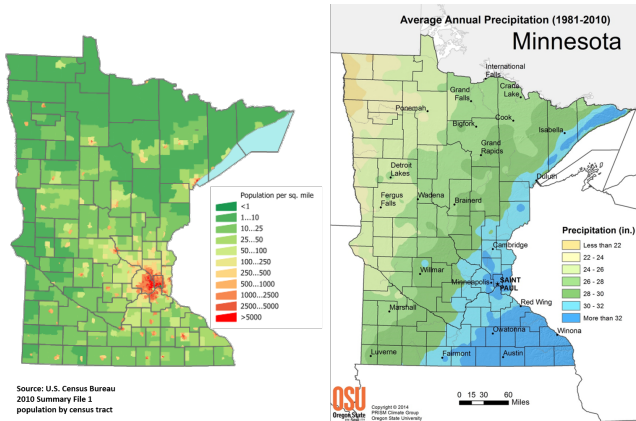 Population per sq. mile
<1
1...10
10...25
25...50
50...100
100...250
250...500
500...1000
1000...2500
2500...5000
>5000
Source: U.S. Census Bureau
2010 Summary File 1
population by census tract
Average Annual Precipitation (1981-2010)
Minnesota
International
Falls
Crane
Lake
Grand
Falls
Ponemah
Bigfork
Cook
Isabella
Grand
Rapids
Detroit
Lakes
Duluth
Fergus
Falls
Wadena
Brainerd
Cambridge
Willmar
Minneapolis
SAINT
PAUL
Red Wing
Marshall
Owatonna
Winona
Luverne
Fairmont
Austin
Precipitation (in.)
Less than 22
22 - 24
24 - 26
26 - 28
28 - 30
30 - 32
More than 32
0 15 30 60
Miles
OSU
Oregon State
Copyright © 2014
PRISM Climate Group
Oregon State University